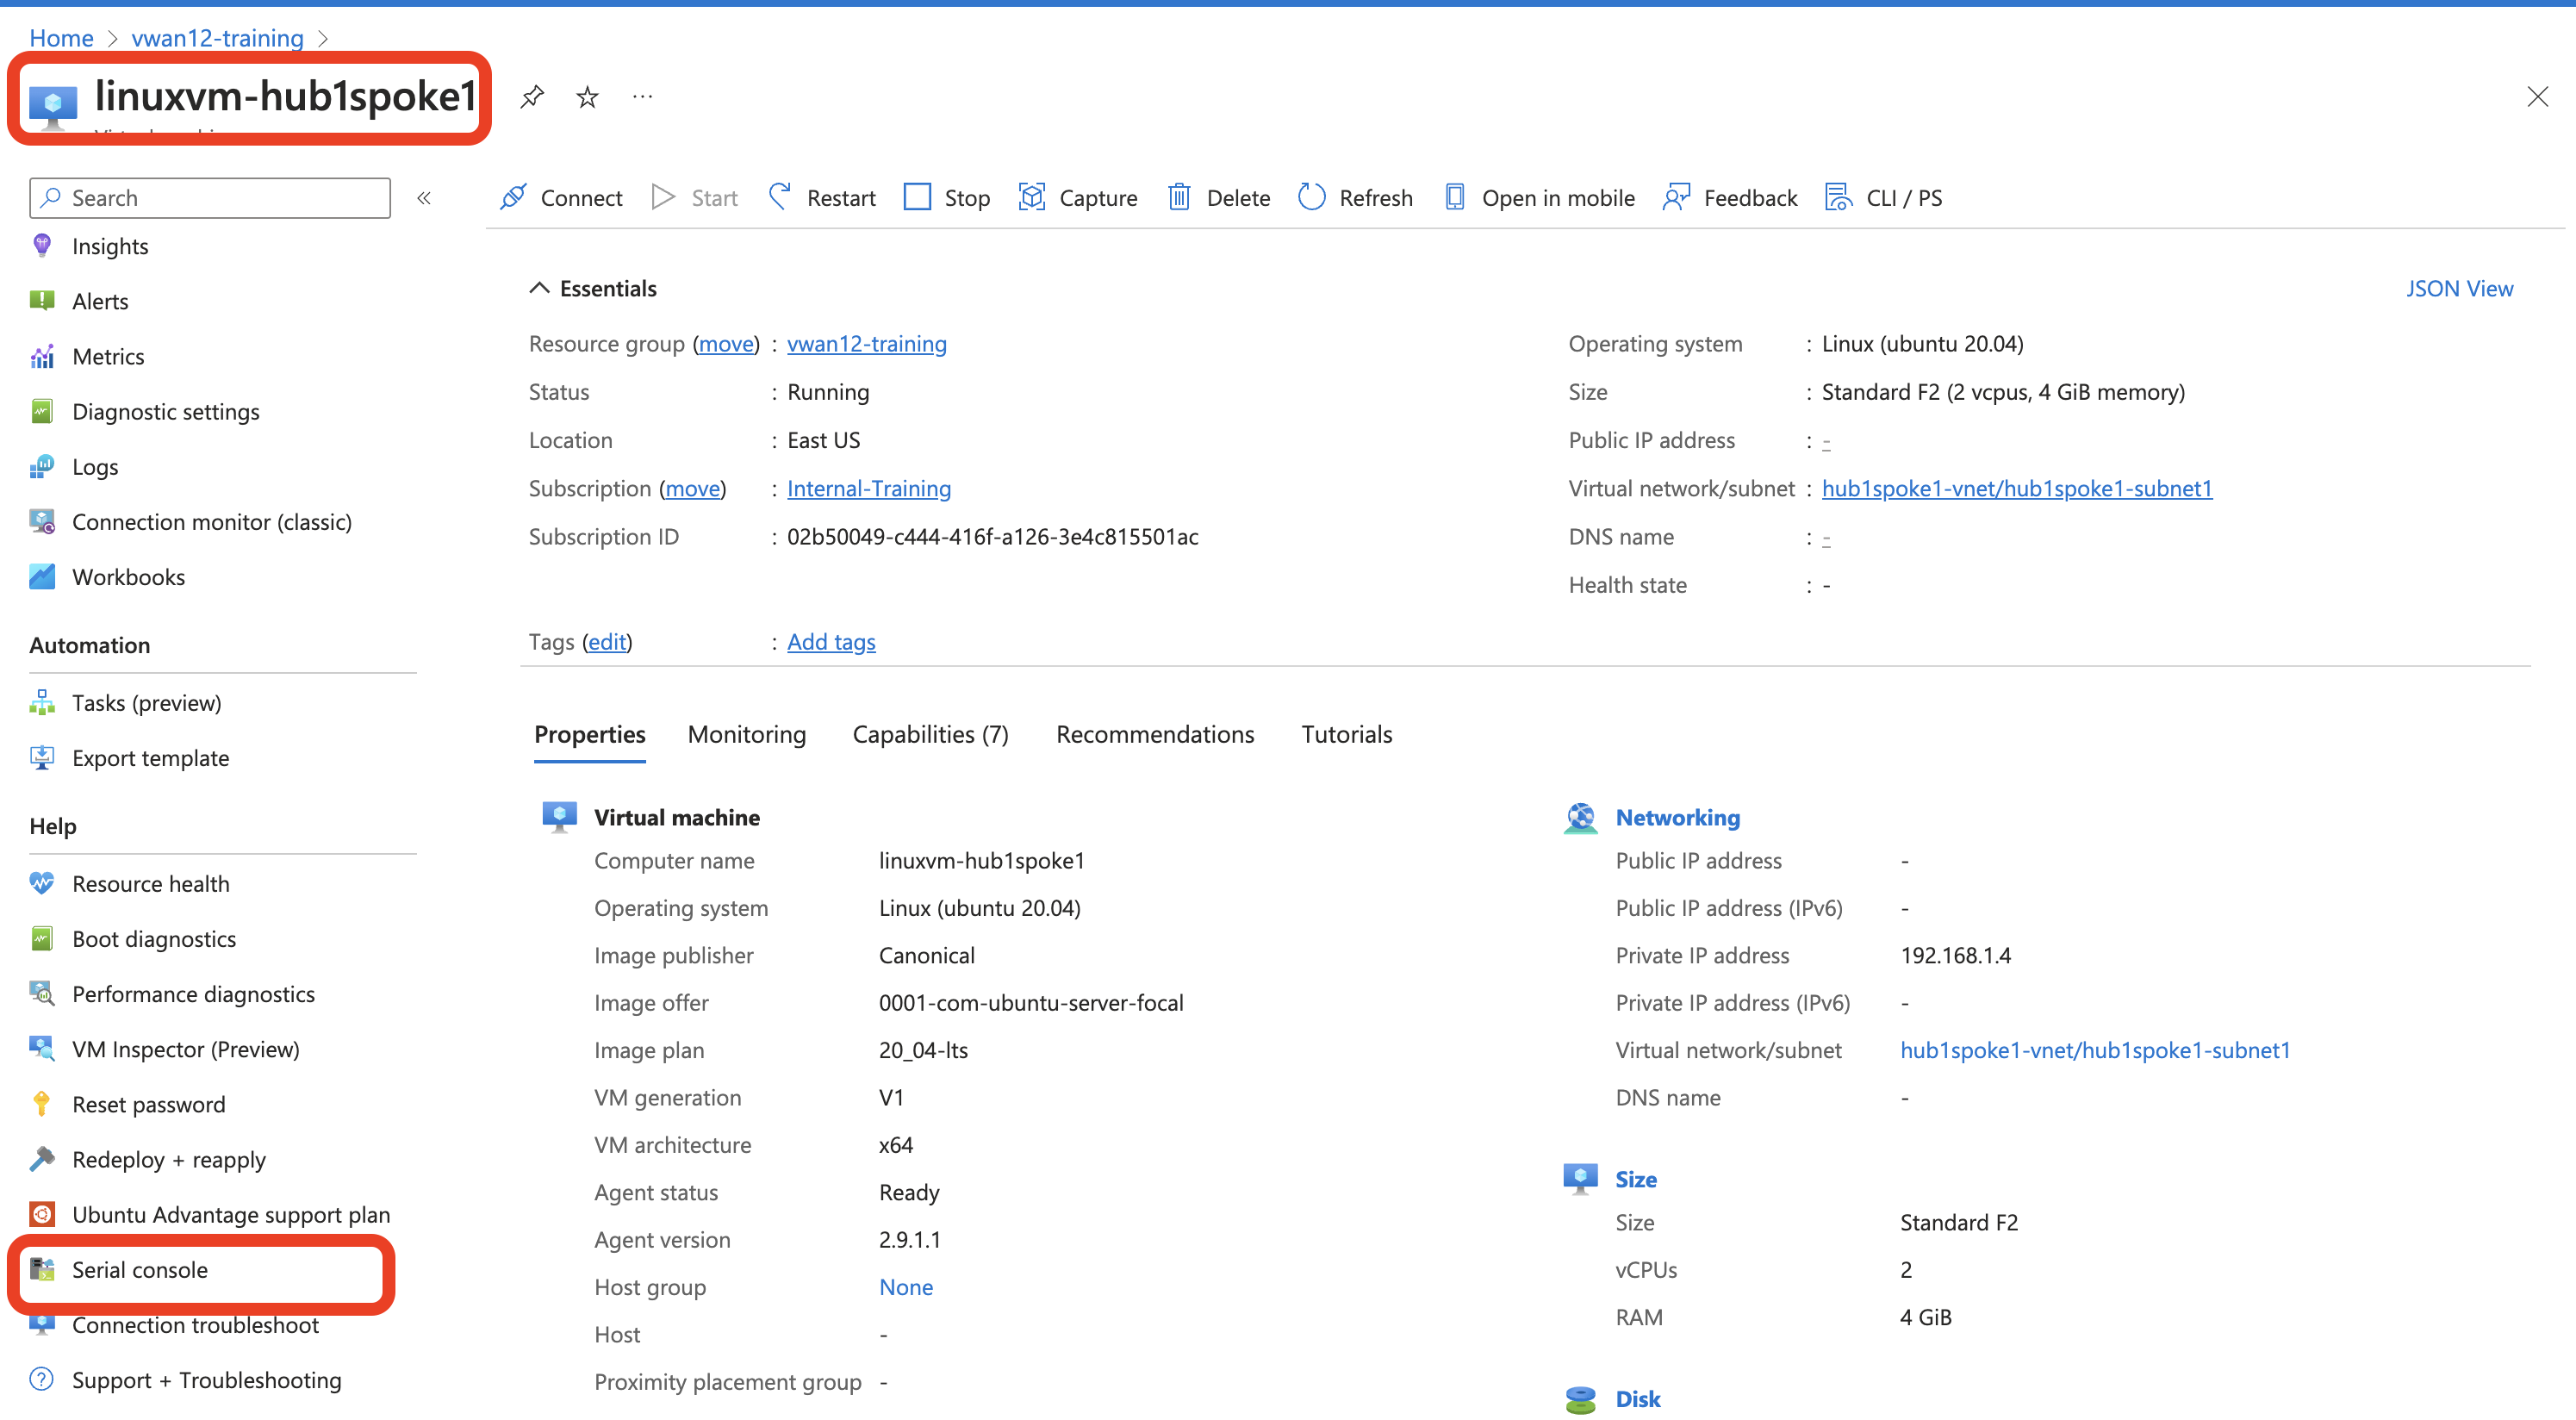 Home > vwan12-training >
linuxvm-hub1spoke1
Search
Insights
Alerts
Metrics
Diagnostic settings
Logs
Connection monitor (classic)
Workbooks
Automation
Tasks (preview)
Export template
Help
Resource health
Boot diagnostics
Performance diagnostics
VM Inspector (Preview)
Reset password
Redeploy + reapply
Ubuntu Advantage support plan
Serial console
Connection troubleshoot
Support + Troubleshooting
Connect Start Restart Stop Capture Delete Refresh Open in mobile Feedback CLI / PS
Essentials
JSON View
Resource group (move) : vwan12-training
Status : Running
Location : East US
Subscription (move) : Internal-Training
Subscription ID : 02b50049-c444-416f-a126-3e4c815501ac
Operating system : Linux (ubuntu 20.04)
Size : Standard F2 (2 vcpus, 4 GiB memory)
Public IP address : -
Virtual network/subnet : hub1spoke1-vnet/hub1spoke1-subnet1
DNS name : -
Health state : -
Tags (edit) : Add tags
Properties Monitoring Capabilities (7) Recommendations Tutorials
Virtual machine
Computer name linuxvm-hub1spoke1
Operating system Linux (ubuntu 20.04)
Image publisher Canonical
Image offer 0001-com-ubuntu-server-focal
Image plan 20_04-lts
VM generation V1
VM architecture x64
Agent status Ready
Agent version 2.9.1.1
Host group None
Host -
Proximity placement group -
Networking
Public IP address -
Public IP address (IPv6) -
Private IP address 192.168.1.4
Private IP address (IPv6) -
Virtual network/subnet hub1spoke1-vnet/hub1spoke1-subnet1
DNS name -
Size
Size Standard F2
vCPUs 2
RAM 4 GiB
Disk